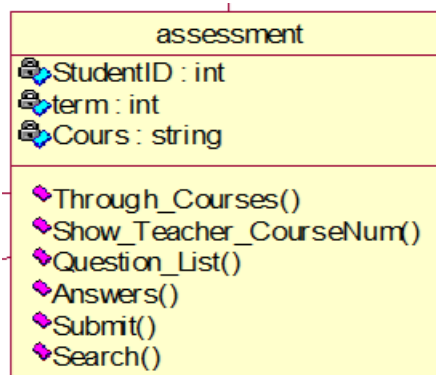 assessment
StudentID : int
term : int
Cours : string
Through_Courses()
Show_Teacher_CourseNum()
Question_List()
Answers()
Submit()
Search()